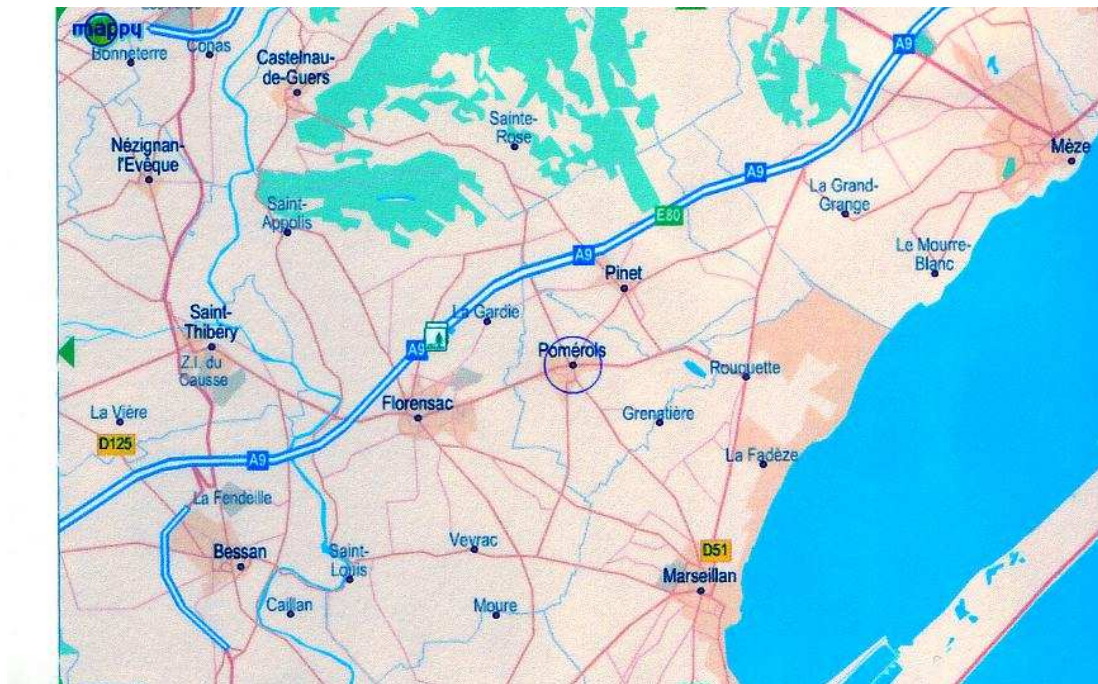 mappy
Bonneterre
Conas
Castelnau-
de-Guers
A9
Sainte-
Rose
Mèze
Nézignan-
l'Evêque
A9
La Grand-
Grange
Saint-
Appolis
E80
Le Mourre-
Blanc
A9
Pinet
Saint-
Thibéry
La Gardie
A9
Pomérols
Z.I. du
Causse
Rouquette
Florensac
La Vière
Grenatière
D125
A9
La Fadèze
La Fendeille
Bessan
Saint-
Louis
Veyrac
D51
Marseillan
Caillan
Moure